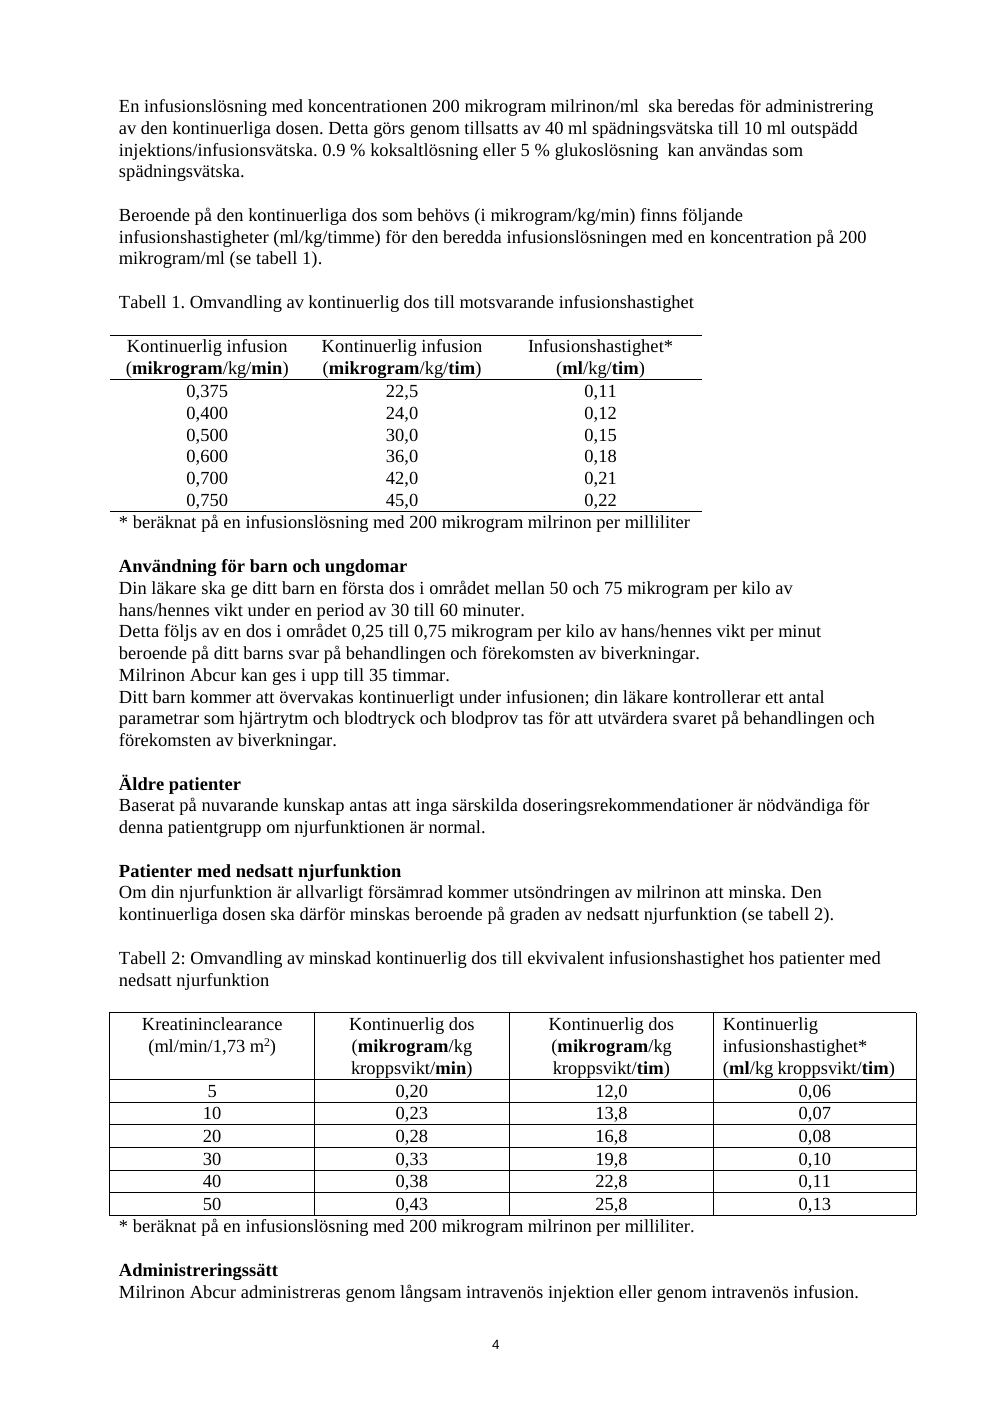 En infusionslösning med koncentrationen 200 mikrogram milrinon/ml  ska beredas för administrering
av den kontinuerliga dosen. Detta görs genom tillsatts av 40 ml spädningsvätska till 10 ml outspädd
injektions/infusionsvätska. 0.9 % koksaltlösning eller 5 % glukoslösning  kan användas som
spädningsvätska.
Beroende på den kontinuerliga dos som behövs (i mikrogram/kg/min) finns följande
infusionshastigheter (ml/kg/timme) för den beredda infusionslösningen med en koncentration på 200
mikrogram/ml (se tabell 1).
Tabell 1. Omvandling av kontinuerlig dos till motsvarande infusionshastighet
Kontinuerlig infusion Kontinuerlig infusion Infusionshastighet*
(mikrogram/kg/min) (mikrogram/kg/tim) (ml/kg/tim)
0,375 22,5 0,11
0,400 24,0 0,12
0,500 30,0 0,15
0,600 36,0 0,18
0,700 42,0 0,21
0,750 45,0 0,22
* beräknat på en infusionslösning med 200 mikrogram milrinon per milliliter
Användning för barn och ungdomar
Din läkare ska ge ditt barn en första dos i området mellan 50 och 75 mikrogram per kilo av
hans/hennes vikt under en period av 30 till 60 minuter.
Detta följs av en dos i området 0,25 till 0,75 mikrogram per kilo av hans/hennes vikt per minut
beroende på ditt barns svar på behandlingen och förekomsten av biverkningar.
Milrinon Abcur kan ges i upp till 35 timmar.
Ditt barn kommer att övervakas kontinuerligt under infusionen; din läkare kontrollerar ett antal
parametrar som hjärtrytm och blodtryck och blodprov tas för att utvärdera svaret på behandlingen och
förekomsten av biverkningar.
Äldre patienter
Baserat på nuvarande kunskap antas att inga särskilda doseringsrekommendationer är nödvändiga för
denna patientgrupp om njurfunktionen är normal.
Patienter med nedsatt njurfunktion
Om din njurfunktion är allvarligt försämrad kommer utsöndringen av milrinon att minska. Den
kontinuerliga dosen ska därför minskas beroende på graden av nedsatt njurfunktion (se tabell 2).
Tabell 2: Omvandling av minskad kontinuerlig dos till ekvivalent infusionshastighet hos patienter med
nedsatt njurfunktion
Kreatininclearance Kontinuerlig dos Kontinuerlig dos Kontinuerlig
(ml/min/1,73 m²) (mikrogram/kg (mikrogram/kg infusionshastighet*
kroppsvikt/min) kroppsvikt/tim) (ml/kg kroppsvikt/tim)
5 0,20 12,0 0,06
10 0,23 13,8 0,07
20 0,28 16,8 0,08
30 0,33 19,8 0,10
40 0,38 22,8 0,11
50 0,43 25,8 0,13
* beräknat på en infusionslösning med 200 mikrogram milrinon per milliliter.
Administreringssätt
Milrinon Abcur administreras genom långsam intravenös injektion eller genom intravenös infusion.
4